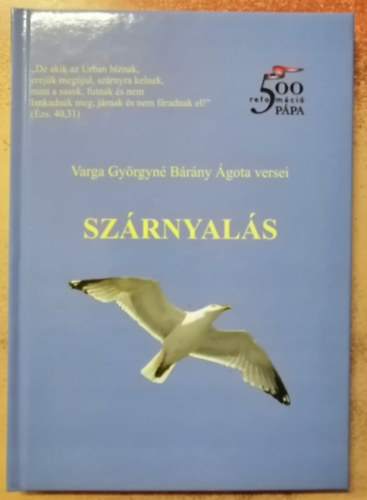 „De akik az Úrban bíznak,
erejük megújul, szárnyra kelnek,
mint a sasok, futnak és nem
lankadnak meg, járnak és nem fáradnak el!”
(Ézs. 40,31)
500
reformáció
PÁPA
Varga Györgyné Bárány Ágota versei
SZÁRNYALÁS